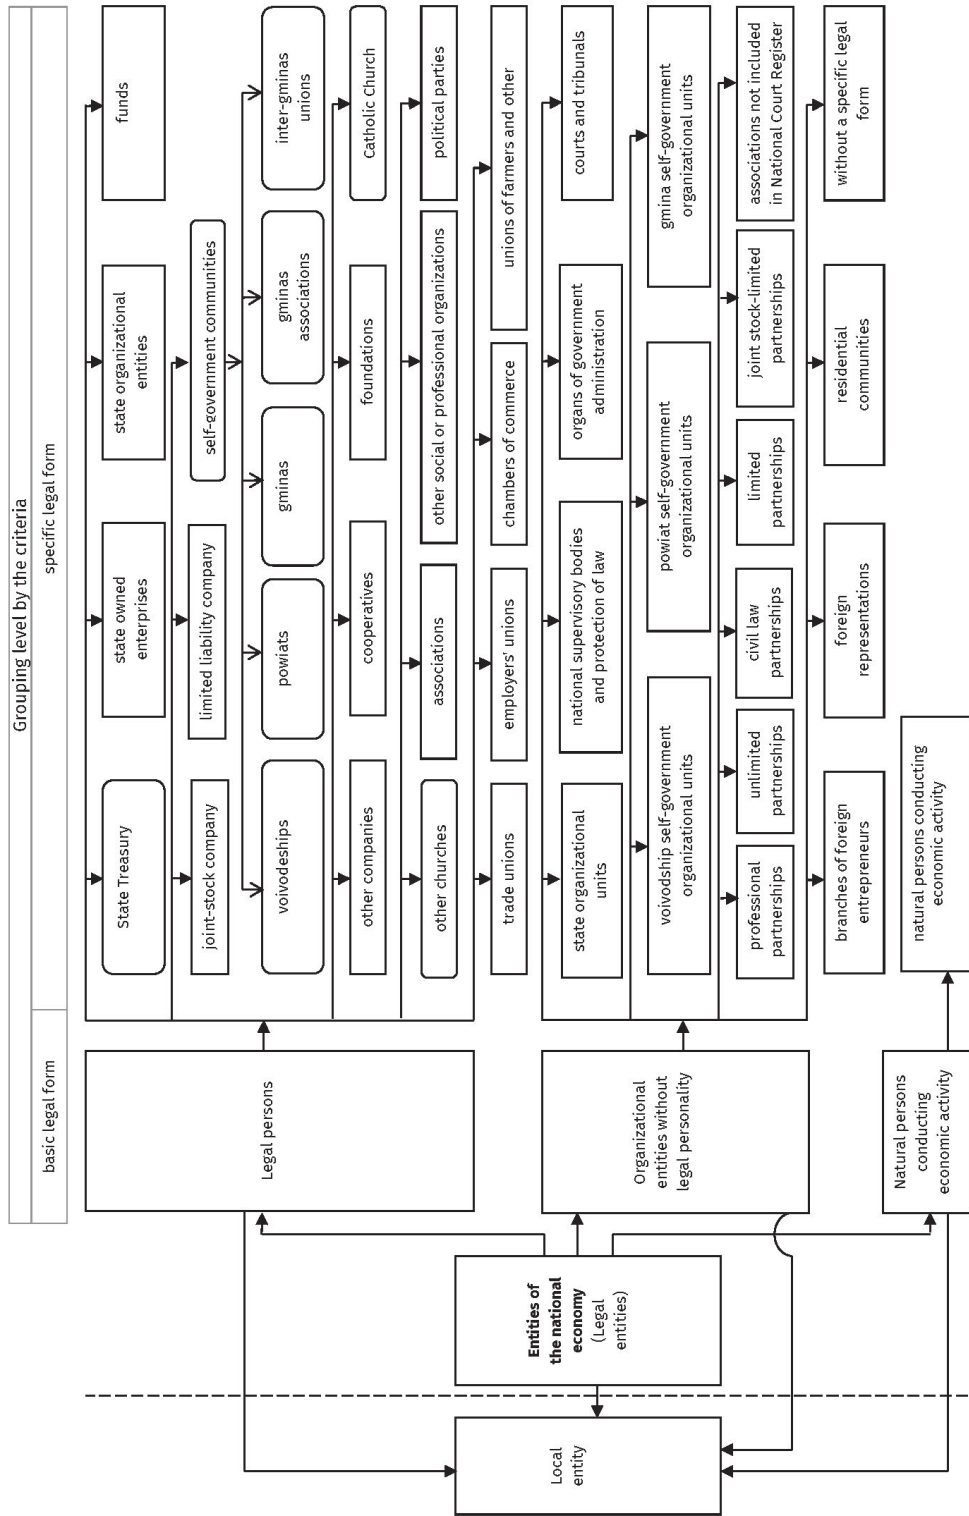 Grouping level by the criteria
basic legal form
specific legal form
Local
entity
Entities of
the national
economy
(Legal
entities)
Legal persons
State Treasury
state owned
enterprises
state organizational
entities
funds
joint-stock company
limited liability company
self-government communities
voivodeships
powiats
gminas
gminas
associations
inter-gminas
unions
other companies
cooperatives
foundations
Catholic Church
other churches
associations
other social or professional organizations
political parties
trade unions
employers' unions
chambers of commerce
unions of farmers and other
Organizational
entities without
legal personality
state organizational
units
national supervisory bodies
and protection of law
organs of government
administration
courts and tribunals
voivodship self-government
organizational units
powiat self-government
organizational units
gmina self-government
organizational units
professional
partnerships
unlimited
partnerships
civil law
partnerships
limited
partnerships
joint stock-limited
partnerships
associations not included
in National Court Register
branches of foreign
entrepreneurs
foreign
representations
residential
communities
without a specific legal
form
Natural persons
conducting
economic activity
natural persons conducting
economic activity